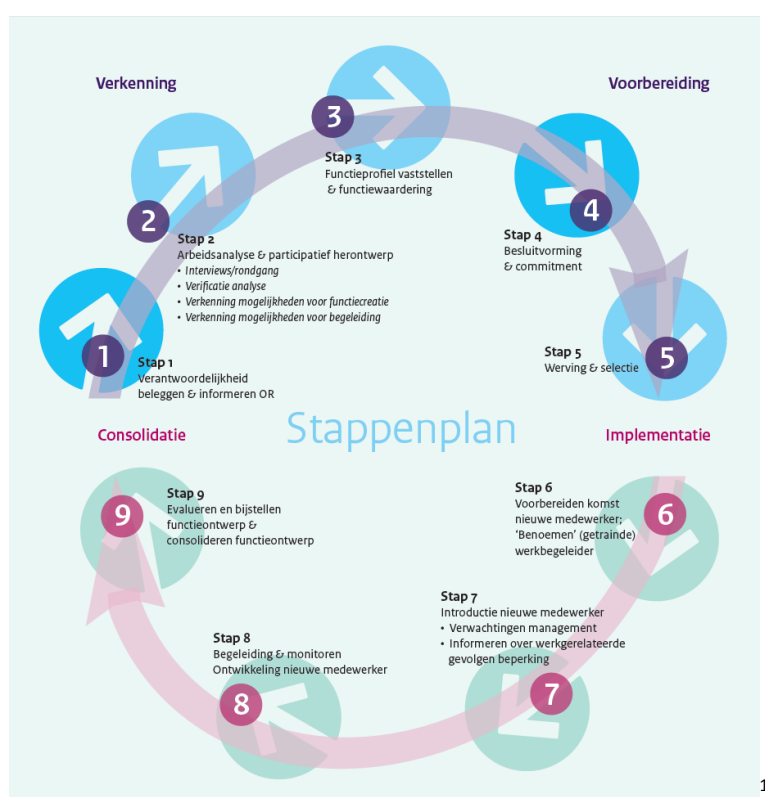 Verkenning
Voorbereiding
3
Stap 3
Functieprofiel vaststellen
& functiewaardering
2
Stap 2
Arbeidsanalyse & participatief herontwerp
• Interviews/rondgang
• Verificatie analyse
• Verkenning mogelijkheden voor functiecreatie
• Verkenning mogelijkheden voor begeleiding
4
Stap 4
Besluitvorming
& commitment
1
Stap 1
Verantwoordelijkheid
beleggen & informeren OR
5
Stap 5
Werving & selectie
Stappenplan
Consolidatie
Implementatie
9
Stap 9
Evalueren en bijstellen
functieontwerp &
consolideren functieontwerp
6
Stap 6
Voorbereiden komst
nieuwe medewerker;
‘Benoemen’ (getrainde)
werkbegeleider
Stap 7
Introductie nieuwe medewerker
• Verwachtingen management
• Informeren over werkgerelateerde
gevolgen beperking
7
Stap 8
Begeleiding & monitoren
Ontwikkeling nieuwe medewerker
8
1